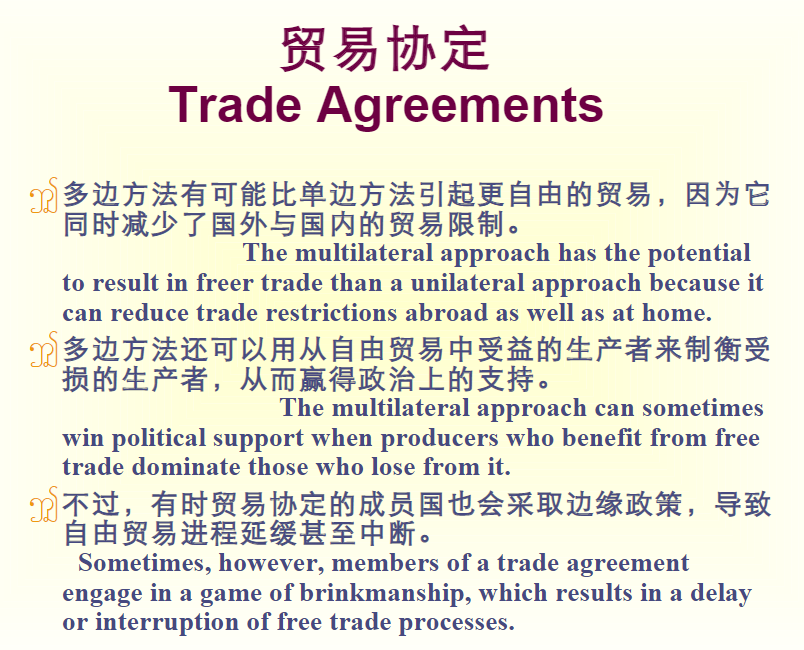 贸易协定
Trade Agreements
多边方法有可能比单边方法引起更自由的贸易，因为它
同时减少了国外与国内的贸易限制。
The multilateral approach has the potential
to result in freer trade than a unilateral approach because it
can reduce trade restrictions abroad as well as at home.
多边方法还可以用从自由贸易中受益的生产者来制衡受
损的生产者，从而赢得政治上的支持。
The multilateral approach can sometimes
win political support when producers who benefit from free
trade dominate those who lose from it.
不过，有时贸易协定的成员国也会采取边缘政策，导致
自由贸易进程延缓甚至中断。
Sometimes, however, members of a trade agreement
engage in a game of brinkmanship, which results in a delay
or interruption of free trade processes.